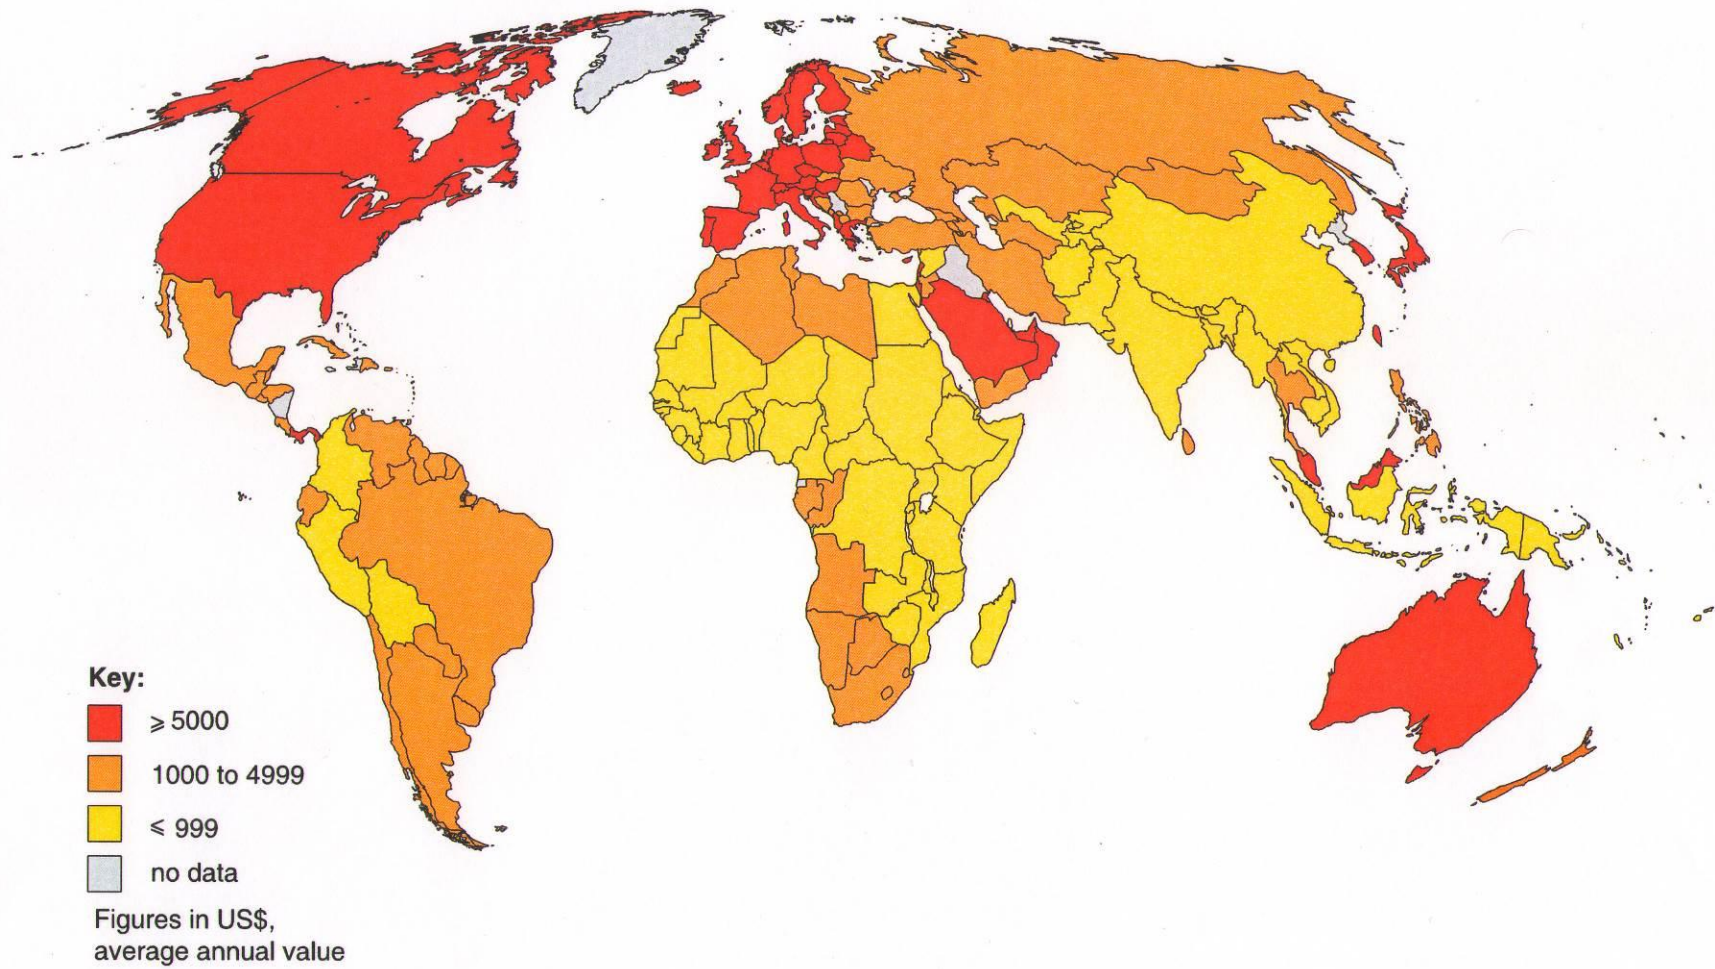 Key:
⩾ 5000
1000 to 4999
⩽ 999
no data
Figures in US$,
average annual value